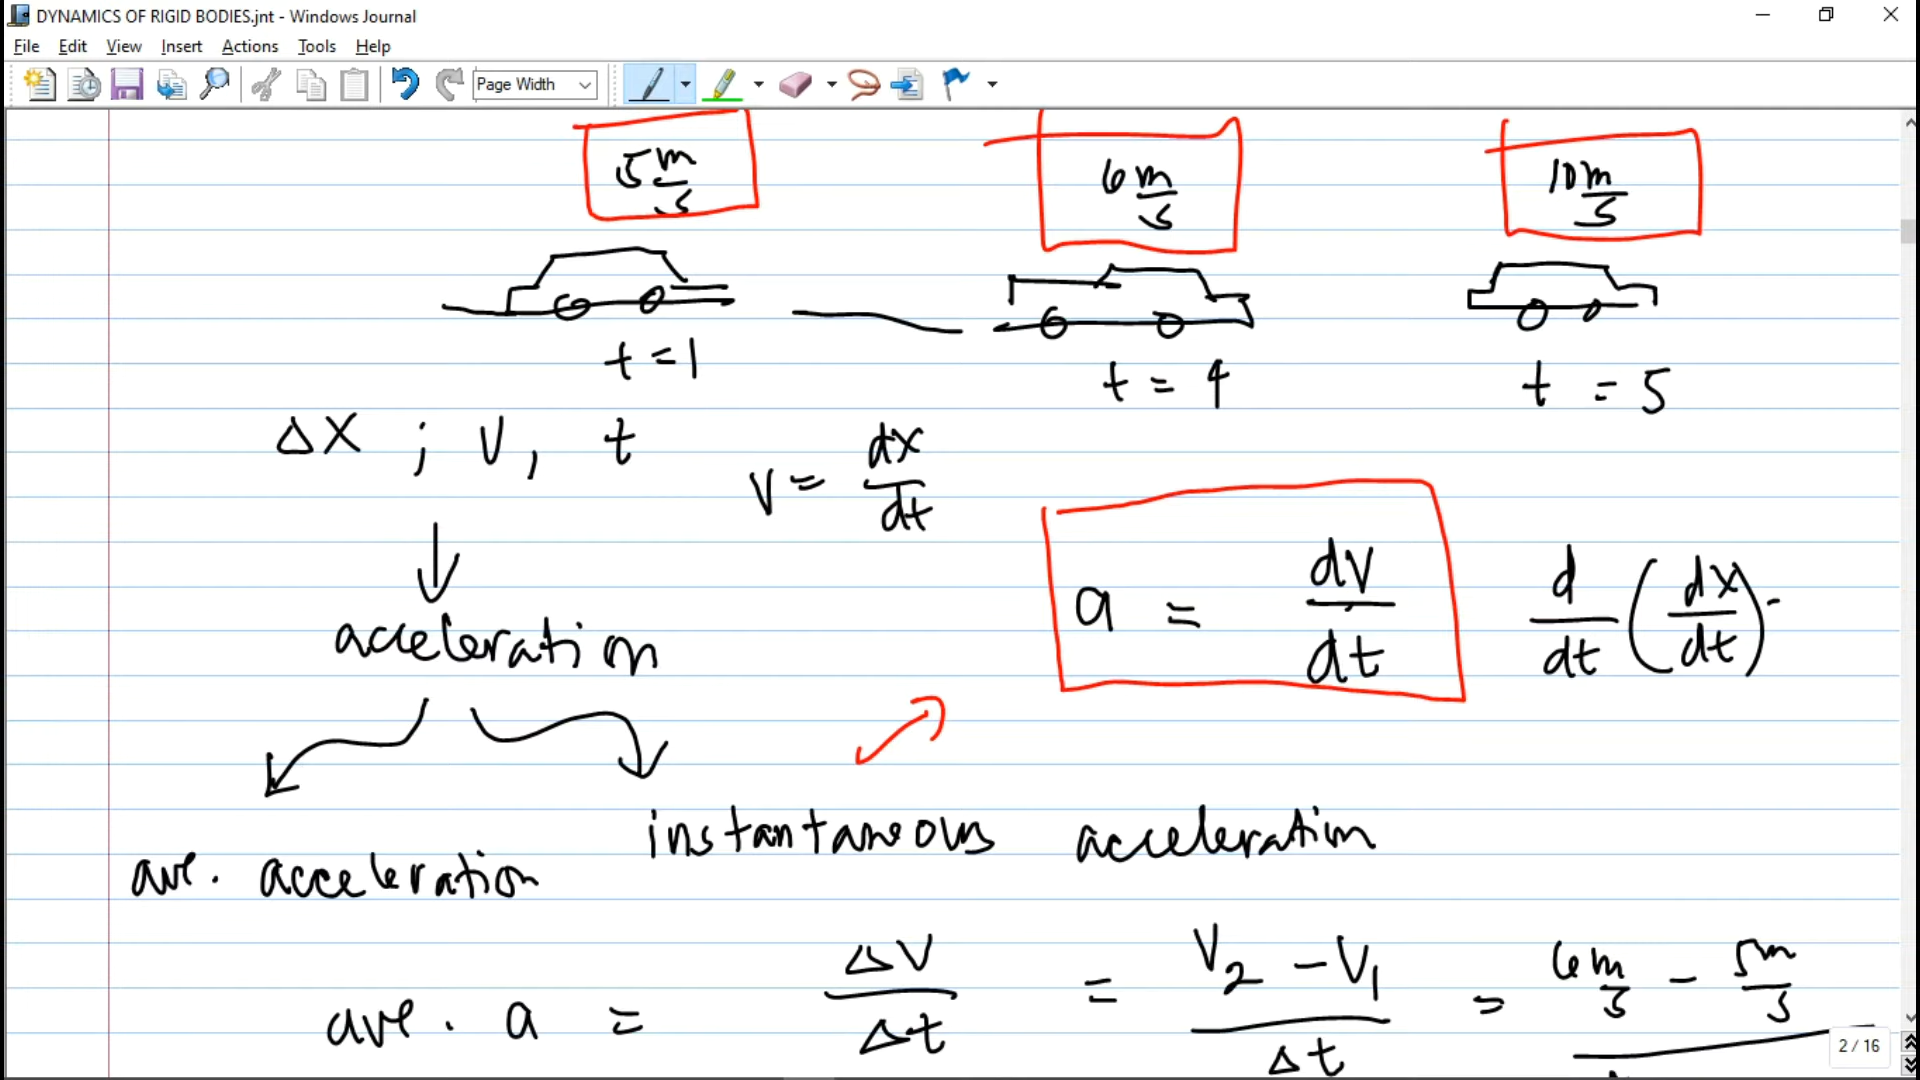 DYNAMICS OF RIGID BODIES.jnt - Windows Journal
File Edit View Insert Actions Tools Help
Page Width
5 m/s 6 m/s 10 m/s
t = 1 t = 4 t = 5
Δx ; v, t
v = dx/dt
a = dv/dt d/dt (dx/dt)
acceleration
instantaneous acceleration
ave. acceleration
ave. a = Δv/Δt = (V₂ - V₁)/Δt = 6 m/s - 5 m/s
2 / 16